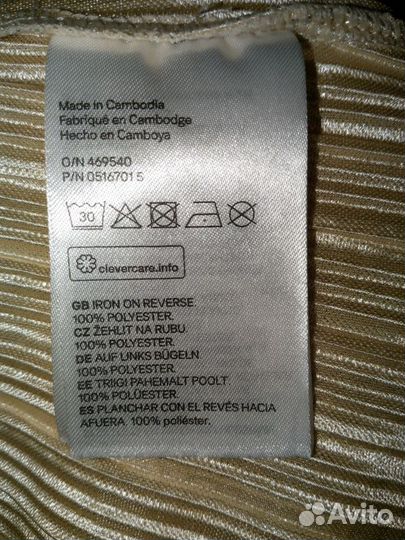 Made in Cambodia
Fabriqué en Cambodge
Hecho en Camboya
O/N 469540
P/N 0516701 5
30
clevercare.info
GB IRON ON REVERSE.
100% POLYESTER.
CZ ŽEHLIT NA RUBU.
100% POLYESTER.
DE AUF LINKS BÜGELN.
100% POLYESTER.
EE TRIIGI PAHEMALT POOLT.
100% POLÜESTER.
ES PLANCHAR CON EL REVÉS HACIA
AFUERA. 100% poliéster.
Avito